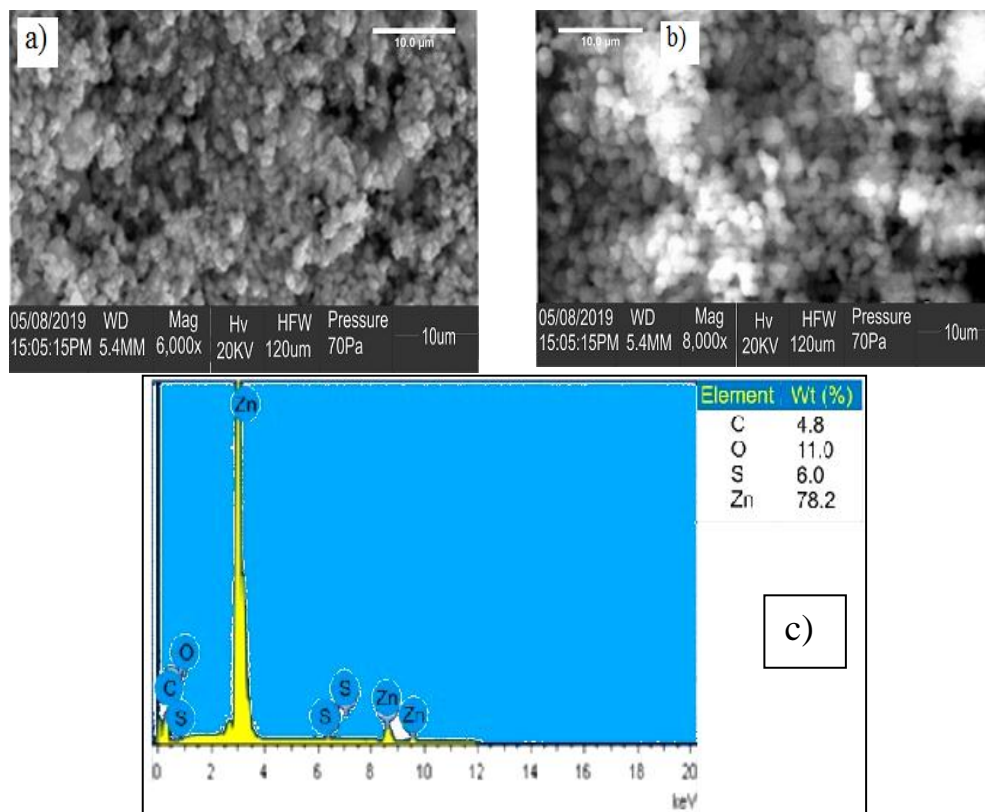 a)
10.0 µm
05/08/2019 WD Mag Hv HFW Pressure
15:05:15PM 5.4MM 6,000x 20KV 120um 70Pa 10um
10.0 µm
b)
05/08/2019 WD Mag Hv HFW Pressure
15:05:15PM 5.4MM 8,000x 20KV 120um 70Pa 10um
Zn
O
C
S
S
S
Zn
Zn
0 2 4 6 8 10 12 14 16 18 20
keV
Element Wt (%)
C 4.8
O 11.0
S 6.0
Zn 78.2
c)